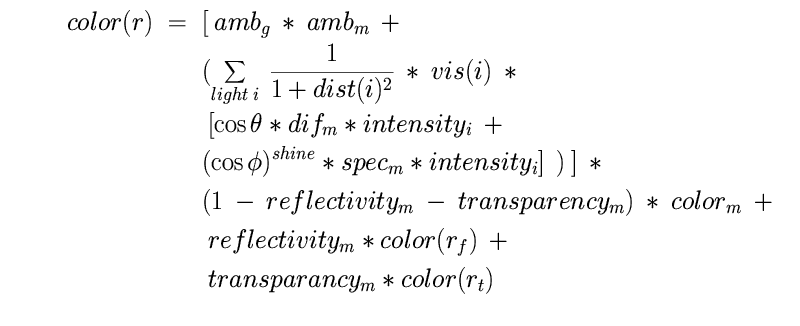 color(r) = [ amb_g * amb_m +
( ∑_{light i} \frac{1}{1 + dist(i)^2} * vis(i) *
[cos θ * dif_m * intensity_i +
(cos ϕ)^{shine} * spec_m * intensity_i] ) ] *
(1 − reflectivity_m − transparency_m) * color_m +
reflectivity_m * color(r_f) +
transparancy_m * color(r_t)